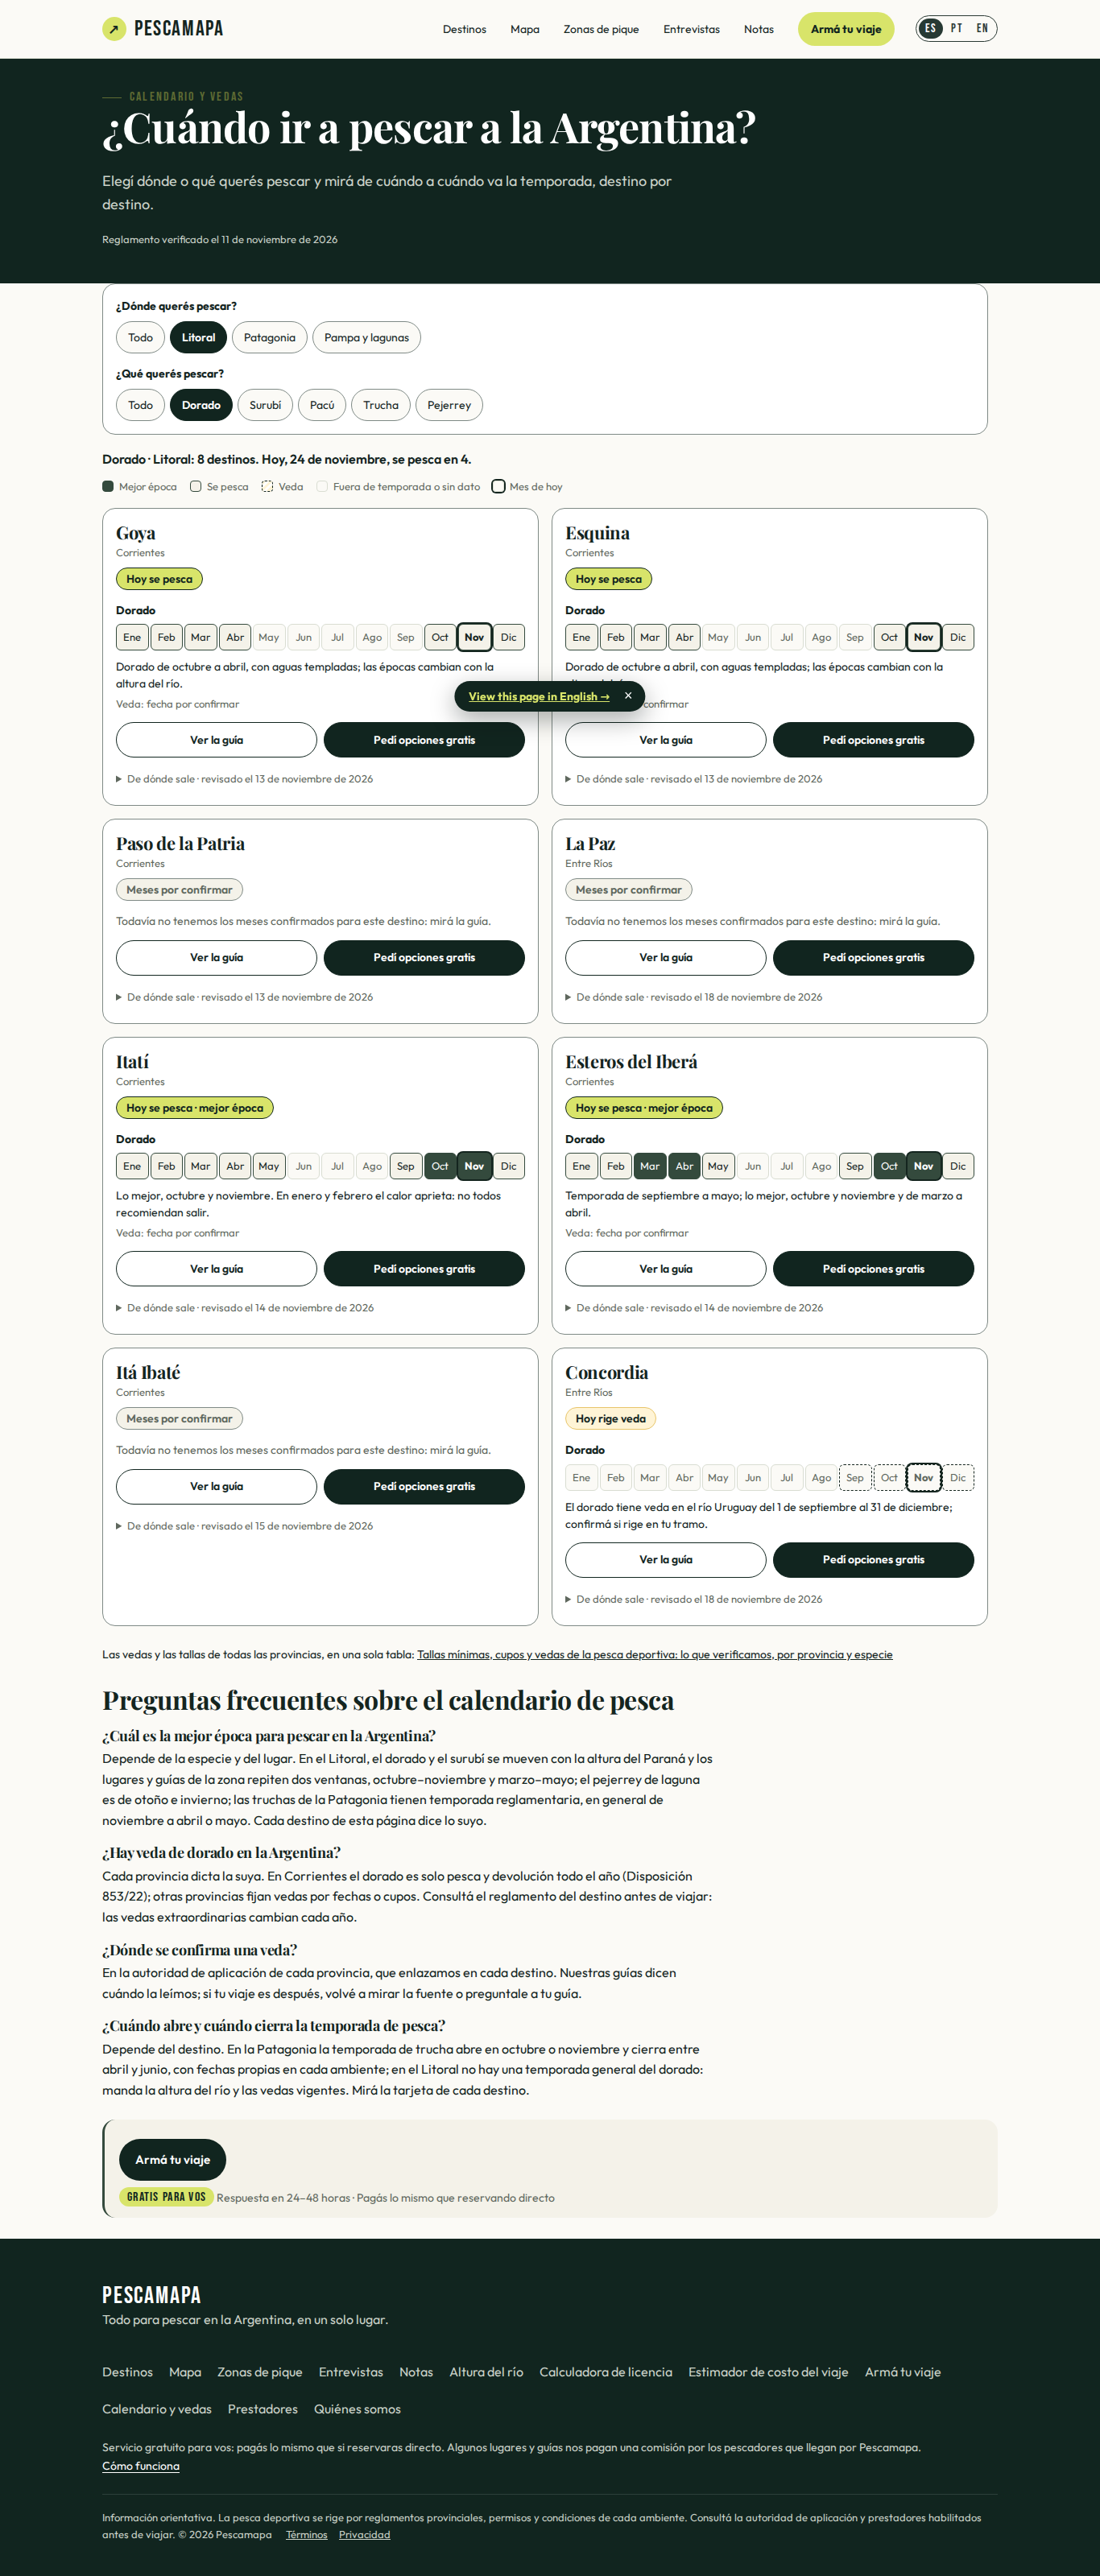 PESCAMAPA
Destinos Mapa Zonas de pique Entrevistas Notas Armá tu viaje ES PT EN
CALENDARIO Y VEDAS
¿Cuándo ir a pescar a la Argentina?
Elegí dónde o qué querés pescar y mirá de cuándo a cuándo va la temporada, destino por
destino.
Reglamento verificado el 11 de noviembre de 2026
¿Dónde querés pescar?
Todo Litoral Patagonia Pampa y lagunas
¿Qué querés pescar?
Todo Dorado Surubí Pacú Trucha Pejerrey
Dorado · Litoral: 8 destinos. Hoy, 24 de noviembre, se pesca en 4.
Mejor época Se pesca Veda Fuera de temporada o sin dato Mes de hoy
Goya
Corrientes
Hoy se pesca
Dorado
Ene Feb Mar Abr May Jun Jul Ago Sep Oct Nov Dic
Dorado de octubre a abril, con aguas templadas; las épocas cambian con la
altura del río.
Veda: fecha por confirmar
Ver la guía Pedí opciones gratis
De dónde sale · revisado el 13 de noviembre de 2026
Esquina
Corrientes
Hoy se pesca
Dorado
Ene Feb Mar Abr May Jun Jul Ago Sep Oct Nov Dic
Dorado de octubre a abril, con aguas templadas; las épocas cambian con la
confirmar
Ver la guía Pedí opciones gratis
De dónde sale · revisado el 13 de noviembre de 2026
View this page in English → ×
Paso de la Patria
Corrientes
Meses por confirmar
Todavía no tenemos los meses confirmados para este destino: mirá la guía.
Ver la guía Pedí opciones gratis
De dónde sale · revisado el 13 de noviembre de 2026
La Paz
Entre Ríos
Meses por confirmar
Todavía no tenemos los meses confirmados para este destino: mirá la guía.
Ver la guía Pedí opciones gratis
De dónde sale · revisado el 18 de noviembre de 2026
Itatí
Corrientes
Hoy se pesca · mejor época
Dorado
Ene Feb Mar Abr May Jun Jul Ago Sep Oct Nov Dic
Lo mejor, octubre y noviembre. En enero y febrero el calor aprieta: no todos
recomiendan salir.
Veda: fecha por confirmar
Ver la guía Pedí opciones gratis
De dónde sale · revisado el 14 de noviembre de 2026
Esteros del Iberá
Corrientes
Hoy se pesca · mejor época
Dorado
Ene Feb Mar Abr May Jun Jul Ago Sep Oct Nov Dic
Temporada de septiembre a mayo; lo mejor, octubre y noviembre y de marzo a
abril.
Veda: fecha por confirmar
Ver la guía Pedí opciones gratis
De dónde sale · revisado el 14 de noviembre de 2026
Itá Ibaté
Corrientes
Meses por confirmar
Todavía no tenemos los meses confirmados para este destino: mirá la guía.
Ver la guía Pedí opciones gratis
De dónde sale · revisado el 15 de noviembre de 2026
Concordia
Entre Ríos
Hoy rige veda
Dorado
Ene Feb Mar Abr May Jun Jul Ago Sep Oct Nov Dic
El dorado tiene veda en el río Uruguay del 1 de septiembre al 31 de diciembre;
confirmá si rige en tu tramo.
Ver la guía Pedí opciones gratis
De dónde sale · revisado el 18 de noviembre de 2026
Las vedas y las tallas de todas las provincias, en una sola tabla: Tallas mínimas, cupos y vedas de la pesca deportiva: lo que verificamos, por provincia y especie
Preguntas frecuentes sobre el calendario de pesca
¿Cuál es la mejor época para pescar en la Argentina?
Depende de la especie y del lugar. En el Litoral, el dorado y el surubí se mueven con la altura del Paraná y los
lugares y guías de la zona repiten dos ventanas, octubre–noviembre y marzo–mayo; el pejerrey de laguna
es de otoño e invierno; las truchas de la Patagonia tienen temporada reglamentaria, en general de
noviembre a abril o mayo. Cada destino de esta página dice lo suyo.
¿Hay veda de dorado en la Argentina?
Cada provincia dicta la suya. En Corrientes el dorado es solo pesca y devolución todo el año (Disposición
853/22); otras provincias fijan vedas por fechas o cupos. Consultá el reglamento del destino antes de viajar:
las vedas extraordinarias cambian cada año.
¿Dónde se confirma una veda?
En la autoridad de aplicación de cada provincia, que enlazamos en cada destino. Nuestras guías dicen
cuándo la leímos; si tu viaje es después, volvé a mirar la fuente o preguntale a tu guía.
¿Cuándo abre y cuándo cierra la temporada de pesca?
Depende del destino. En la Patagonia la temporada de trucha abre en octubre o noviembre y cierra entre
abril y junio, con fechas propias en cada ambiente; en el Litoral no hay una temporada general del dorado:
manda la altura del río y las vedas vigentes. Mirá la tarjeta de cada destino.
Armá tu viaje
GRATIS PARA VOS Respuesta en 24–48 horas · Pagás lo mismo que reservando directo
PESCAMAPA
Todo para pescar en la Argentina, en un solo lugar.
Destinos Mapa Zonas de pique Entrevistas Notas Altura del río Calculadora de licencia Estimador de costo del viaje Armá tu viaje
Calendario y vedas Prestadores Quiénes somos
Servicio gratuito para vos: pagás lo mismo que si reservaras directo. Algunos lugares y guías nos pagan una comisión por los pescadores que llegan por Pescamapa.
Cómo funciona
Información orientativa. La pesca deportiva se rige por reglamentos provinciales, permisos y condiciones de cada ambiente. Consultá la autoridad de aplicación y prestadores habilitados
antes de viajar. © 2026 Pescamapa Términos Privacidad